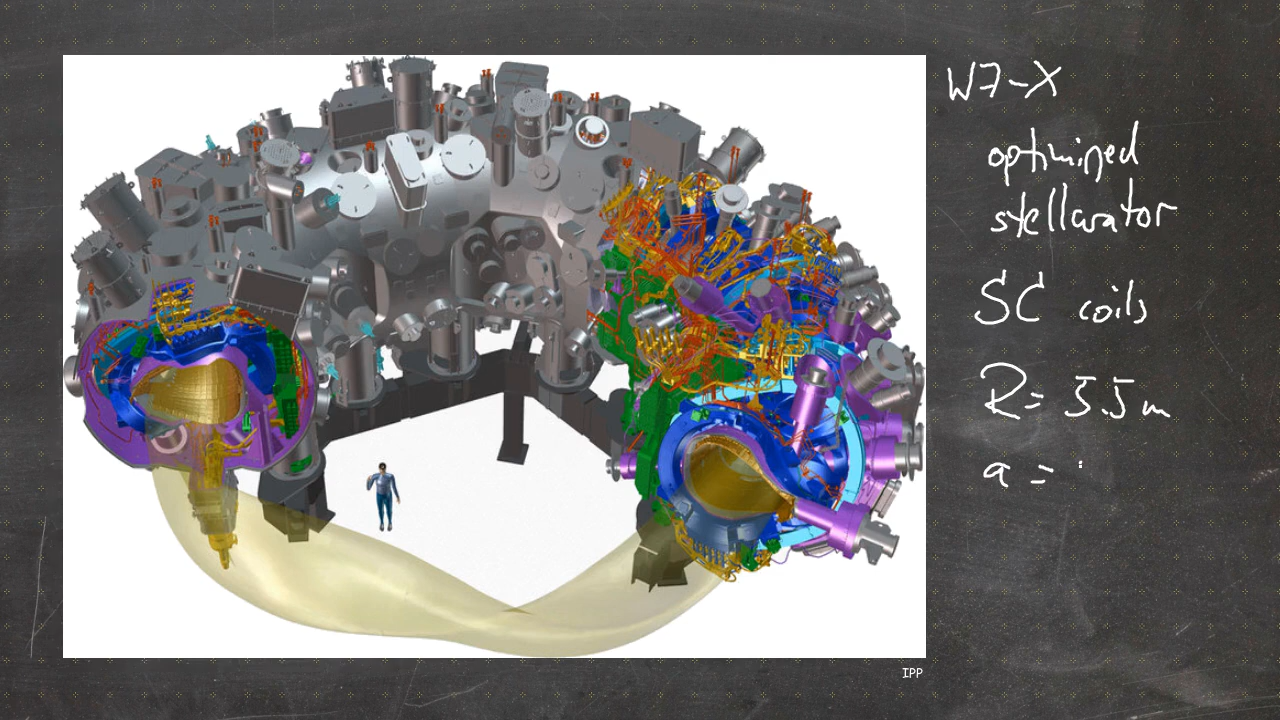 W7-X
optimized
stellarator
SC coils
R = 5.5 m
a =
IPP